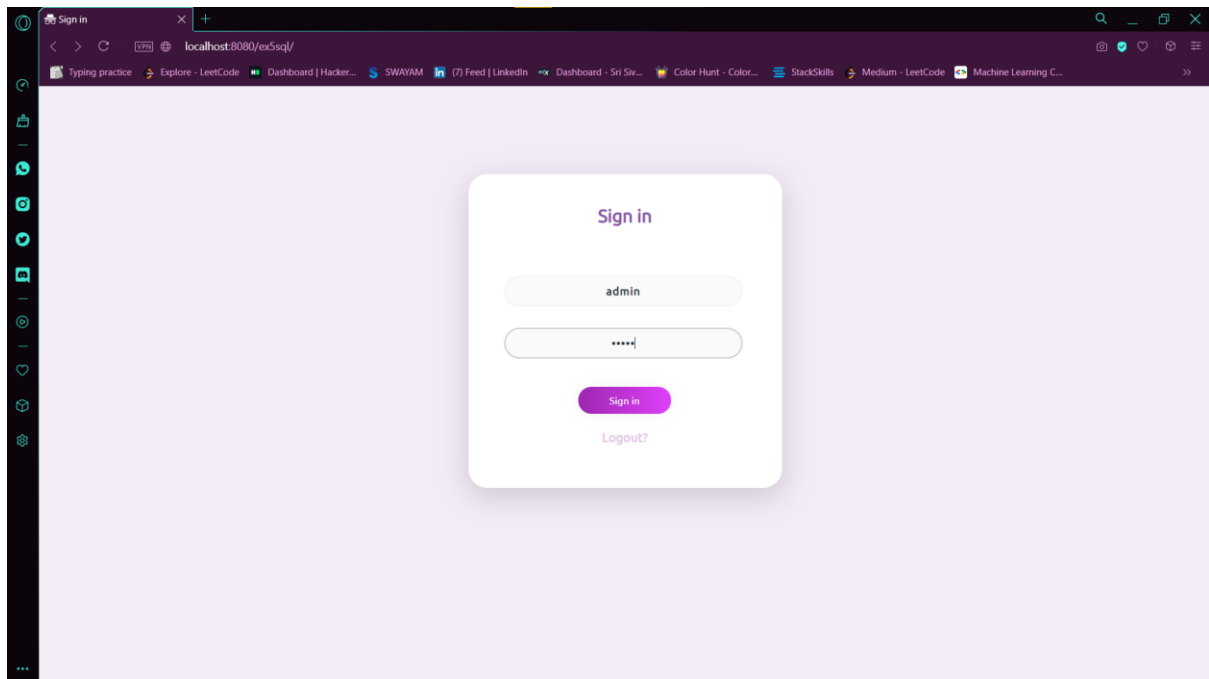 Sign in
VPN localhost:8080/ex5sql/
Typing practice Explore - LeetCode Dashboard | Hacker... SWAYAM (7) Feed | LinkedIn Dashboard - Sri Siv... Color Hunt - Color... StackSkills Medium - LeetCode Machine Learning C...
Sign in
admin
•••••
Sign in
Logout?